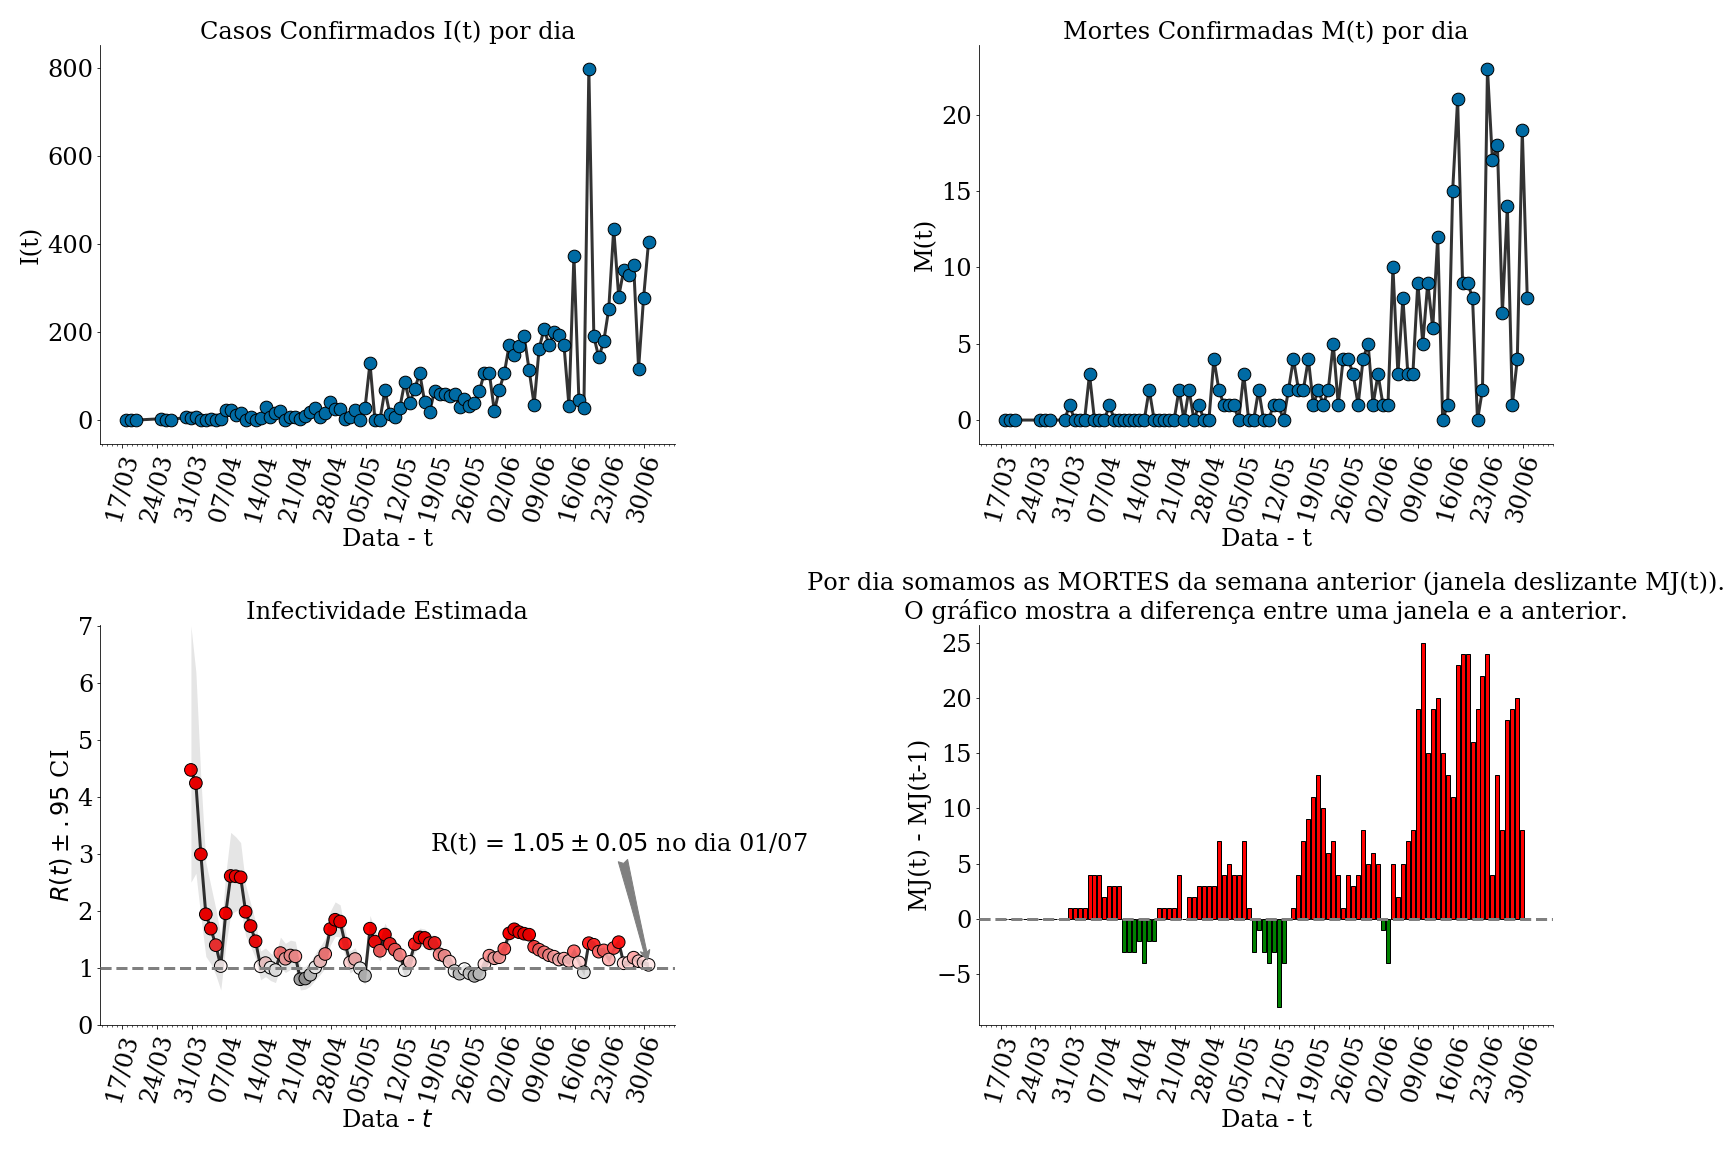 Casos Confirmados I(t) por dia
I(t)
800
600
400
200
0
17/03 24/03 31/03 07/04 14/04 21/04 28/04 05/05 12/05 19/05 26/05 02/06 09/06 16/06 23/06 30/06
Data - t
Mortes Confirmadas M(t) por dia
M(t)
20
15
10
5
0
17/03 24/03 31/03 07/04 14/04 21/04 28/04 05/05 12/05 19/05 26/05 02/06 09/06 16/06 23/06 30/06
Data - t
Infectividade Estimada
R(t) ± .95 CI
7
6
5
4
3
2
1
0
R(t) = 1.05 ± 0.05 no dia 01/07
17/03 24/03 31/03 07/04 14/04 21/04 28/04 05/05 12/05 19/05 26/05 02/06 09/06 16/06 23/06 30/06
Data - t
Por dia somamos as MORTES da semana anterior (janela deslizante MJ(t)).
O gráfico mostra a diferença entre uma janela e a anterior.
MJ(t) - MJ(t-1)
25
20
15
10
5
0
−5
17/03 24/03 31/03 07/04 14/04 21/04 28/04 05/05 12/05 19/05 26/05 02/06 09/06 16/06 23/06 30/06
Data - t